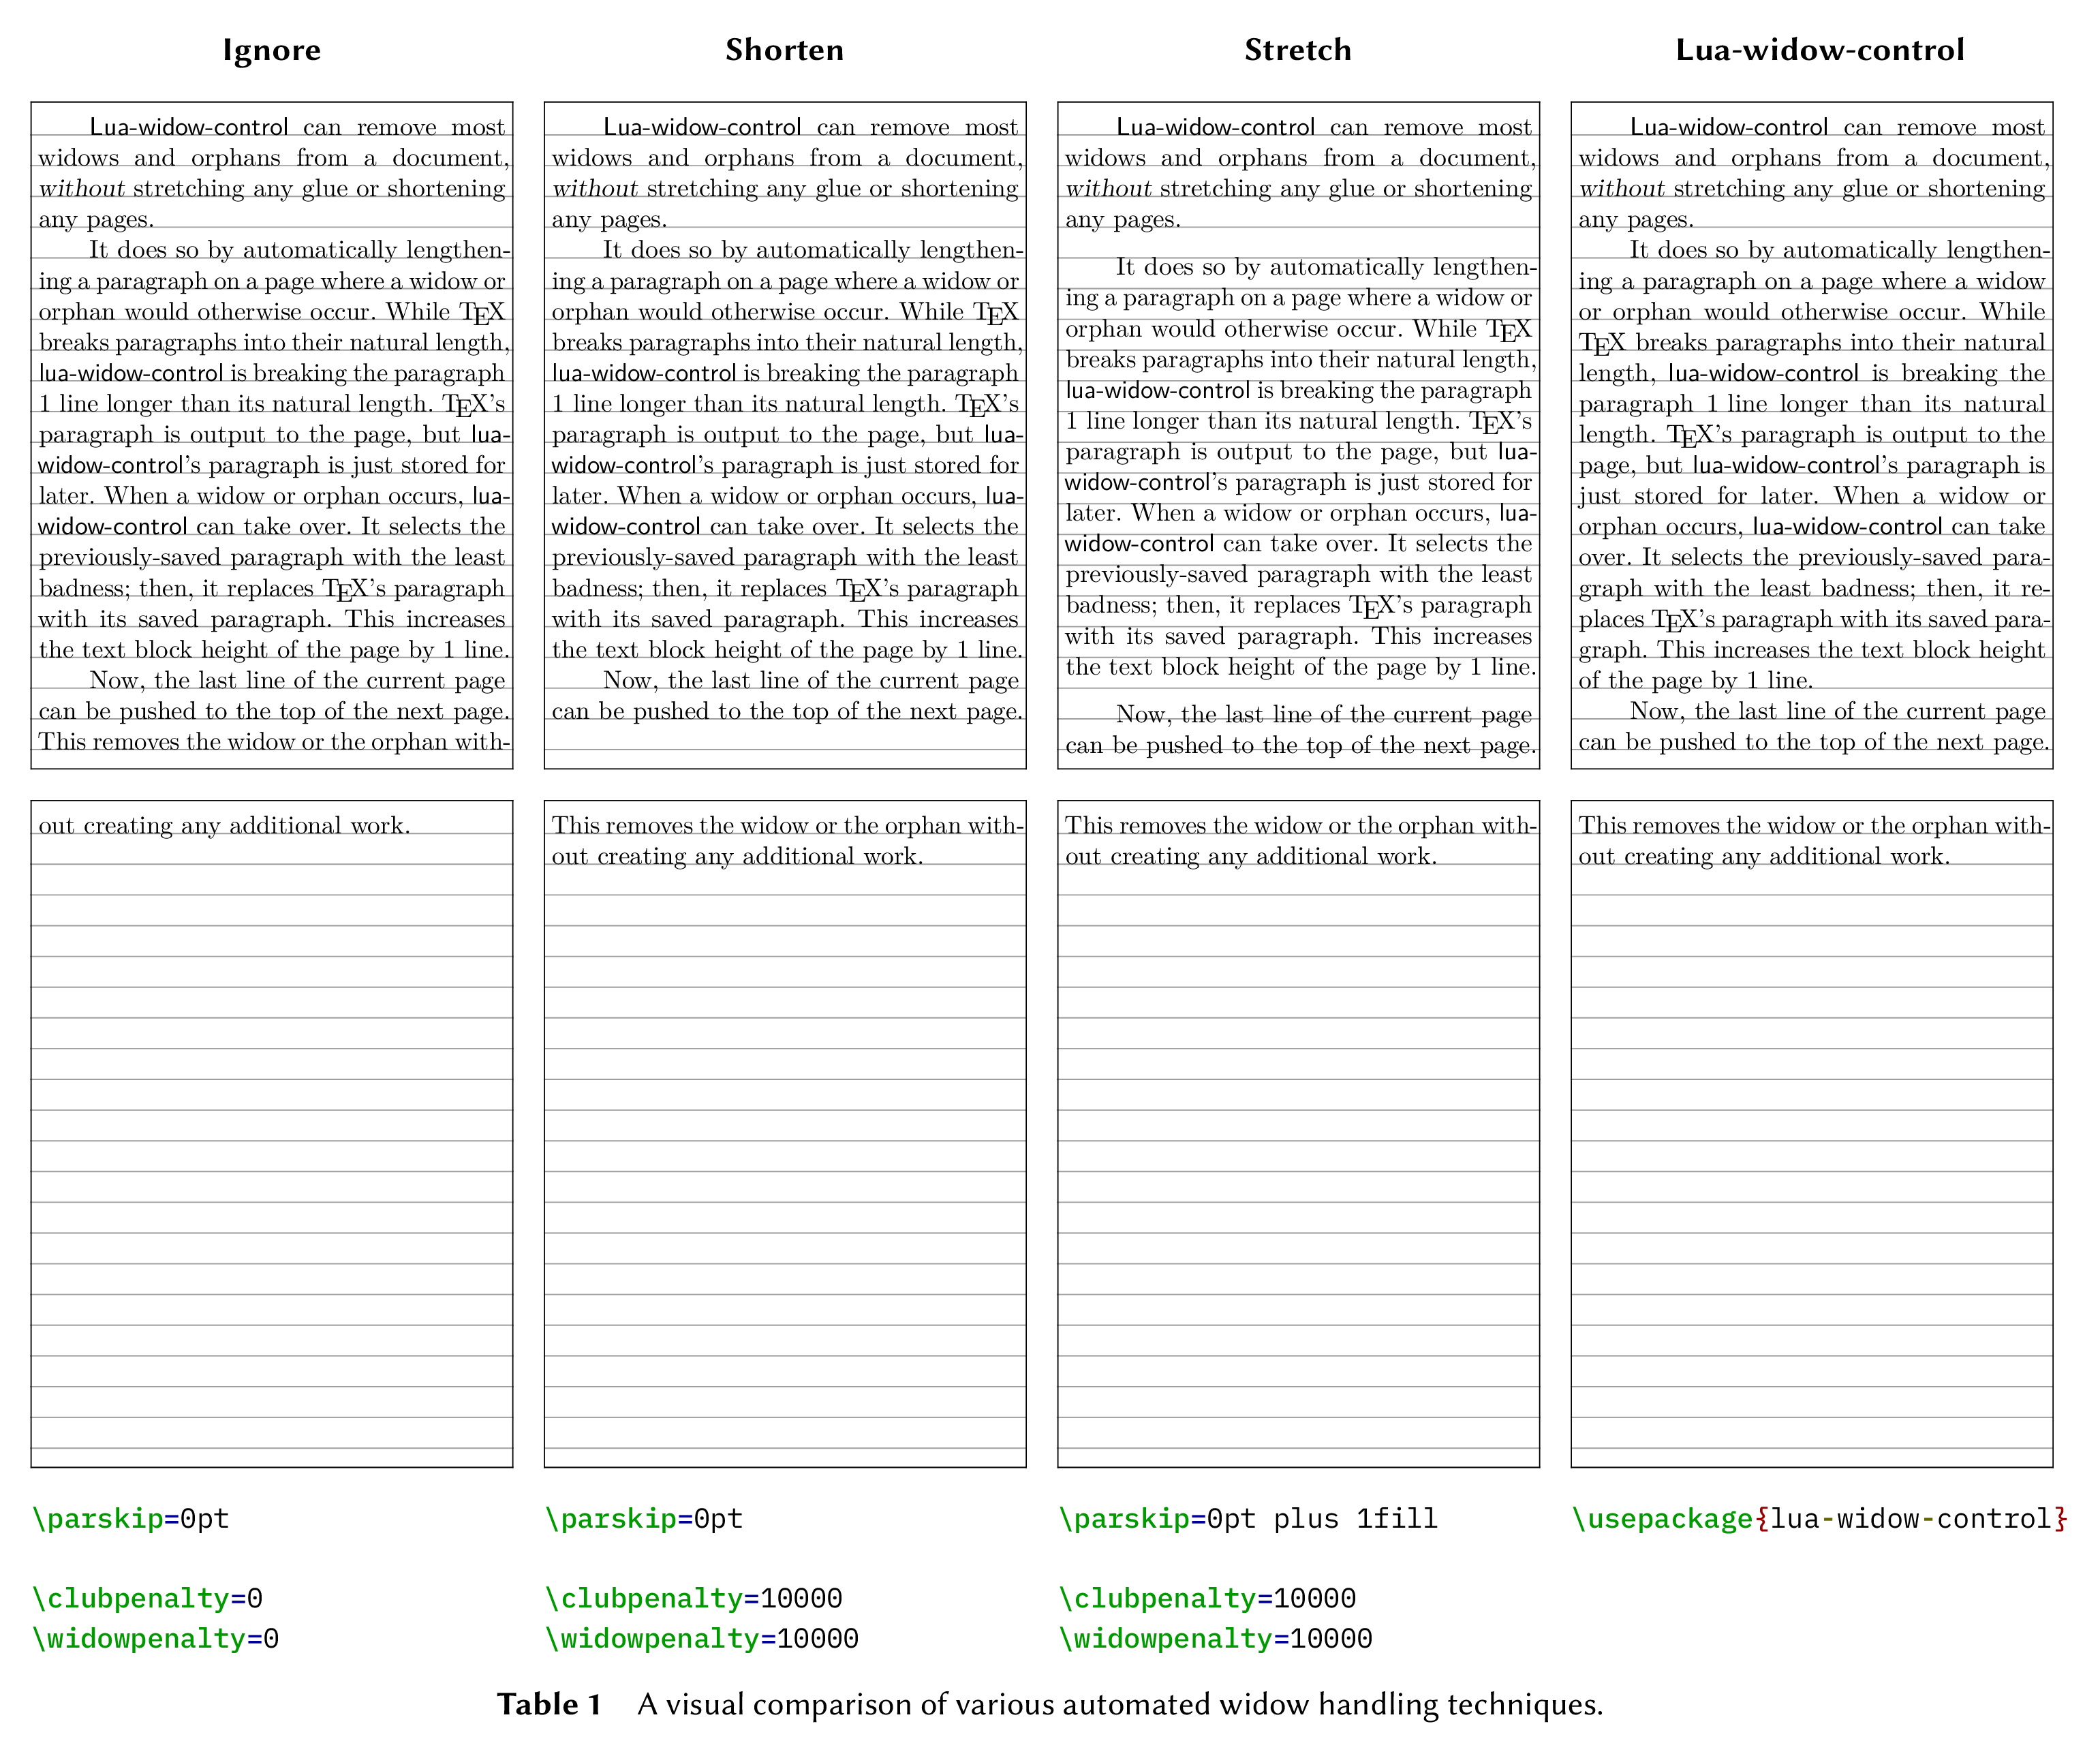 Ignore
Lua-widow-control can remove most
widows and orphans from a document,
without stretching any glue or shortening
any pages.
It does so by automatically lengthen-
ing a paragraph on a page where a widow or
orphan would otherwise occur. While TEX
breaks paragraphs into their natural length,
lua-widow-control is breaking the paragraph
1 line longer than its natural length. TEX’s
paragraph is output to the page, but lua-
widow-control’s paragraph is just stored for
later. When a widow or orphan occurs, lua-
widow-control can take over. It selects the
previously-saved paragraph with the least
badness; then, it replaces TEX’s paragraph
with its saved paragraph. This increases
the text block height of the page by 1 line.
Now, the last line of the current page
can be pushed to the top of the next page.
This removes the widow or the orphan with-
out creating any additional work.
\parskip=0pt
\clubpenalty=0
\widowpenalty=0
Shorten
Lua-widow-control can remove most
widows and orphans from a document,
without stretching any glue or shortening
any pages.
It does so by automatically lengthen-
ing a paragraph on a page where a widow or
orphan would otherwise occur. While TEX
breaks paragraphs into their natural length,
lua-widow-control is breaking the paragraph
1 line longer than its natural length. TEX’s
paragraph is output to the page, but lua-
widow-control’s paragraph is just stored for
later. When a widow or orphan occurs, lua-
widow-control can take over. It selects the
previously-saved paragraph with the least
badness; then, it replaces TEX’s paragraph
with its saved paragraph. This increases
the text block height of the page by 1 line.
Now, the last line of the current page
can be pushed to the top of the next page.
This removes the widow or the orphan with-
out creating any additional work.
\parskip=0pt
\clubpenalty=10000
\widowpenalty=10000
Stretch
Lua-widow-control can remove most
widows and orphans from a document,
without stretching any glue or shortening
any pages.
It does so by automatically lengthen-
ing a paragraph on a page where a widow or
orphan would otherwise occur. While TEX
breaks paragraphs into their natural length,
lua-widow-control is breaking the paragraph
1 line longer than its natural length. TEX’s
paragraph is output to the page, but lua-
widow-control’s paragraph is just stored for
later. When a widow or orphan occurs, lua-
widow-control can take over. It selects the
previously-saved paragraph with the least
badness; then, it replaces TEX’s paragraph
with its saved paragraph. This increases
the text block height of the page by 1 line.
Now, the last line of the current page
can be pushed to the top of the next page.
This removes the widow or the orphan with-
out creating any additional work.
\parskip=0pt plus 1fill
\clubpenalty=10000
\widowpenalty=10000
Lua-widow-control
Lua-widow-control can remove most
widows and orphans from a document,
without stretching any glue or shortening
any pages.
It does so by automatically lengthen-
ing a paragraph on a page where a widow
or orphan would otherwise occur. While
TEX breaks paragraphs into their natural
length, lua-widow-control is breaking the
paragraph 1 line longer than its natural
length. TEX’s paragraph is output to the
page, but lua-widow-control’s paragraph is
just stored for later. When a widow or
orphan occurs, lua-widow-control can take
over. It selects the previously-saved para-
graph with the least badness; then, it re-
places TEX’s paragraph with its saved para-
graph. This increases the text block height
of the page by 1 line.
Now, the last line of the current page
can be pushed to the top of the next page.
This removes the widow or the orphan with-
out creating any additional work.
\usepackage{lua-widow-control}
Table 1 A visual comparison of various automated widow handling techniques.